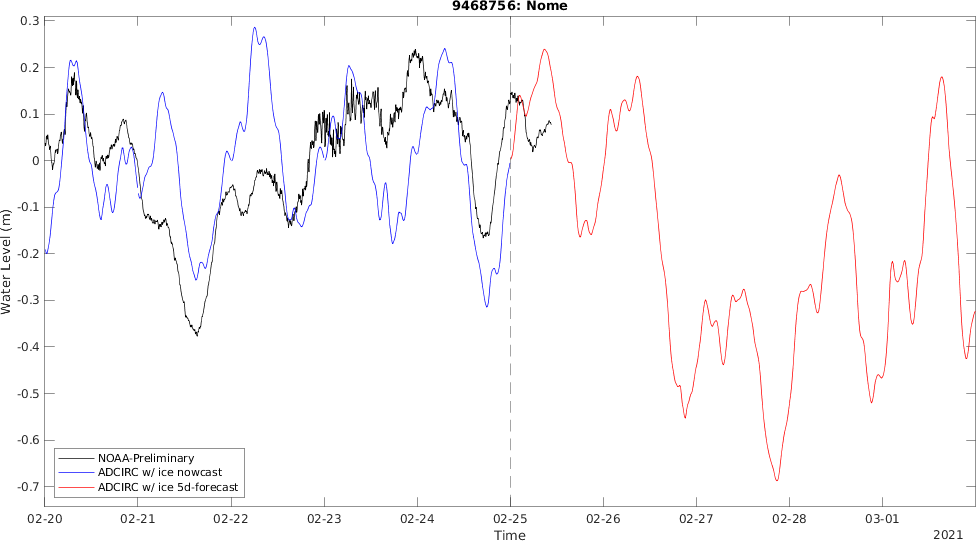 9468756: Nome
0.3
0.2
0.1
0
-0.1
-0.2
-0.3
-0.4
-0.5
-0.6
-0.7
Water Level (m)
NOAA-Preliminary
ADCIRC w/ ice nowcast
ADCIRC w/ ice 5d-forecast
02-20 02-21 02-22 02-23 02-24 02-25 02-26 02-27 02-28 03-01
Time
2021